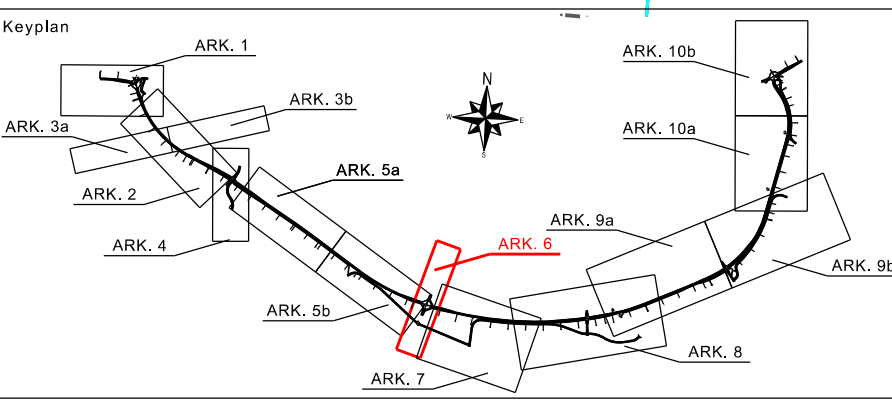 Keyplan
ARK. 1
ARK. 10b
ARK. 3b
ARK. 3a
ARK. 10a
N
W
E
S
ARK. 5a
ARK. 2
ARK. 9a
ARK. 4
ARK. 6
ARK. 9b
ARK. 5b
ARK. 8
ARK. 7